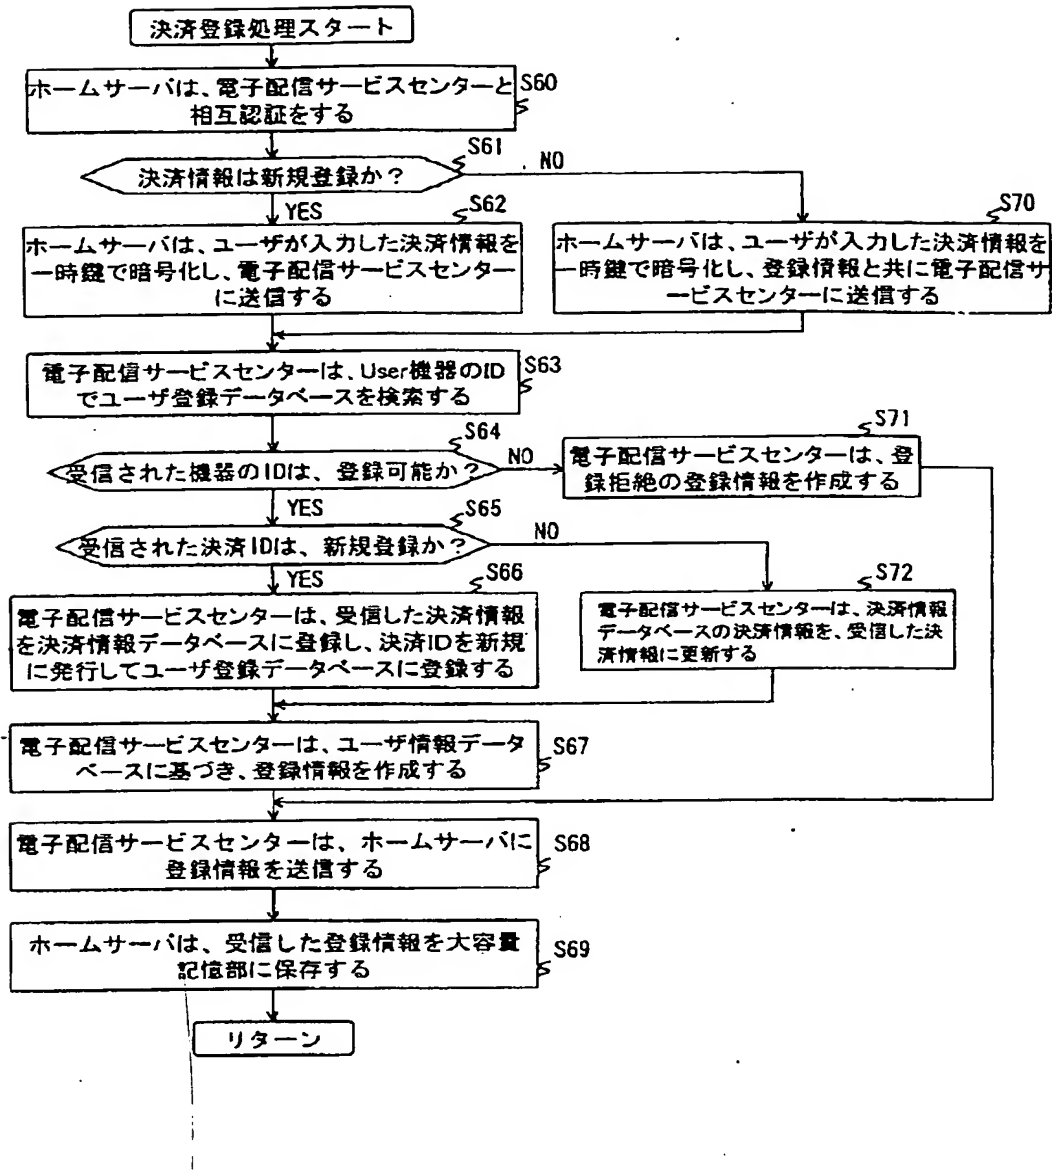 決済登録処理スタート
ホームサーバは、電子配信サービスセンターと
相互認証をする
S60
S61
決済情報は新規登録か?
NO
YES
S62
ホームサーバは、ユーザが入力した決済情報を
一時鍵で暗号化し、電子配信サービスセンター
に送信する
S70
ホームサーバは、ユーザが入力した決済情報を
一時鍵で暗号化し、登録情報と共に電子配信サ
ービスセンターに送信する
電子配信サービスセンターは、User機器のID
でユーザ登録データベースを検索する
S63
S64
受信された機器のIDは、登録可能か?
NO
YES
S71
電子配信サービスセンターは、登
録拒絶の登録情報を作成する
S65
受信された決済IDは、新規登録か?
NO
YES
S66
電子配信サービスセンターは、受信した決済情報
を決済情報データベースに登録し、決済IDを新規
に発行してユーザ登録データベースに登録する
S72
電子配信サービスセンターは、決済情報
データベースの決済情報を、受信した決
済情報に更新する
電子配信サービスセンターは、ユーザ情報データ
ベースに基づき、登録情報を作成する
S67
電子配信サービスセンターは、ホームサーバに
登録情報を送信する
S68
ホームサーバは、受信した登録情報を大容量
記憶部に保存する
S69
リターン